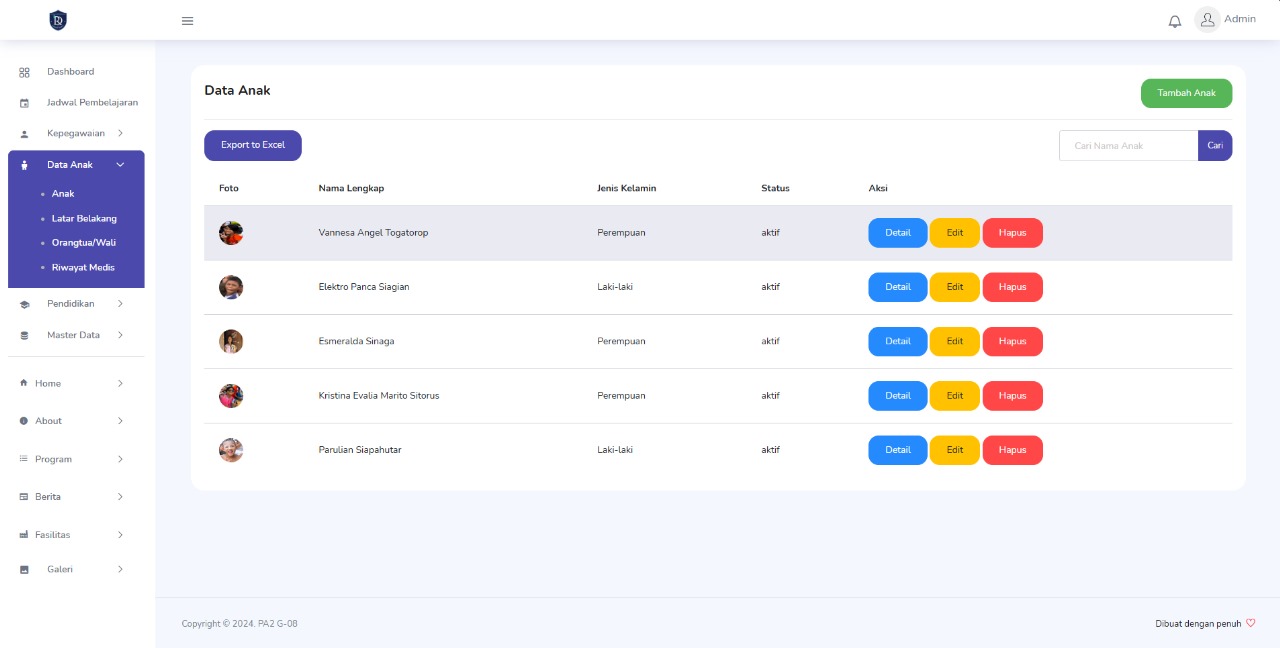 Admin
Dashboard
Jadwal Pembelajaran
Kepegawaian
Data Anak
Anak
Latar Belakang
Orangtua/Wali
Riwayat Medis
Pendidikan
Master Data
Home
About
Program
Berita
Fasilitas
Galeri
Data Anak
Tambah Anak
Export to Excel
Cari Nama Anak Cari
Foto Nama Lengkap Jenis Kelamin Status Aksi
Vannesa Angel Togatorop Perempuan aktif Detail Edit Hapus
Elektro Panca Siagian Laki-laki aktif Detail Edit Hapus
Esmeralda Sinaga Perempuan aktif Detail Edit Hapus
Kristina Evalia Marito Sitorus Perempuan aktif Detail Edit Hapus
Parulian Siapahutar Laki-laki aktif Detail Edit Hapus
Copyright © 2024, PA2 G-08
Dibuat dengan penuh